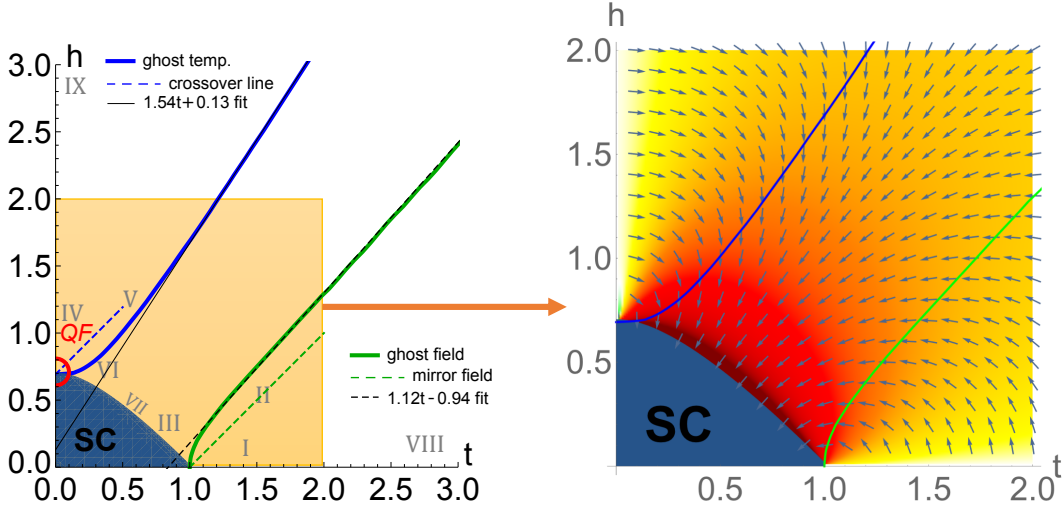 h
3.0
2.5
2.0
1.5
1.0
0.5
0.0
IX
ghost temp.
crossover line
1.54t+0.13 fit
IV
V
QF
VI
VII
III
SC
II
I
VIII
ghost field
mirror field
1.12t-0.94 fit
t
0.0 0.5 1.0 1.5 2.0 2.5 3.0
h
2.0
1.5
1.0
0.5
SC
t
0.5 1.0 1.5 2.0